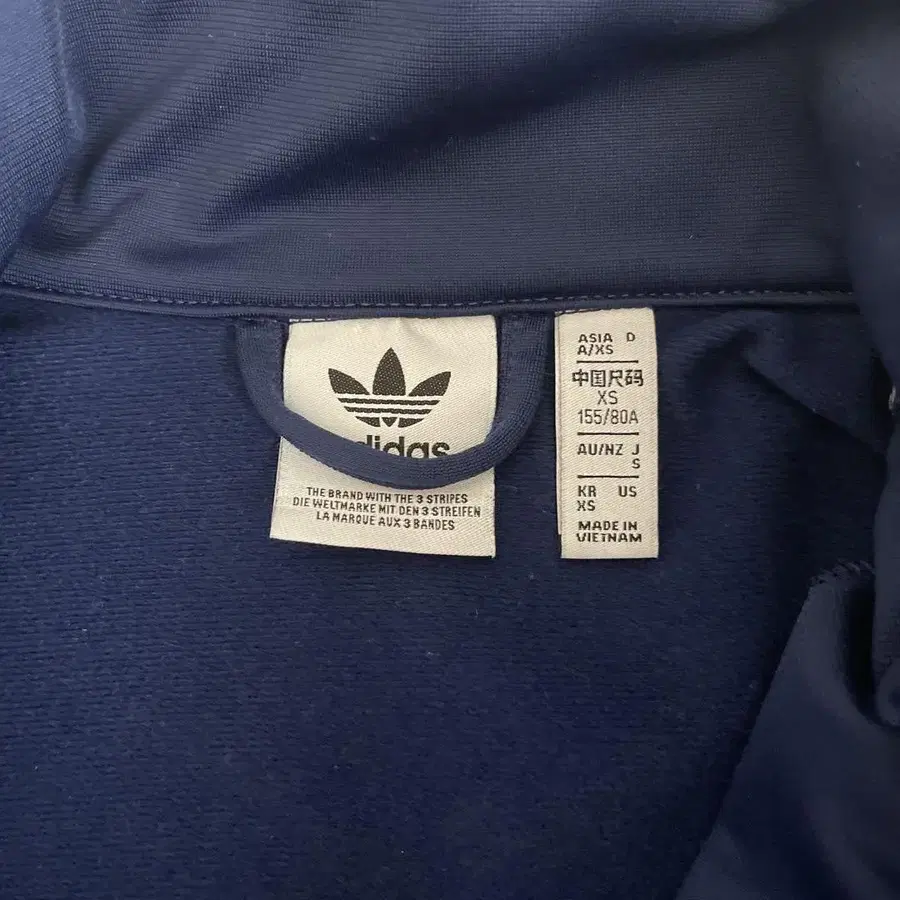 adidas
THE BRAND WITH THE 3 STRIPES
DIE WELTMARKE MIT DEN 3 STREIFEN
LA MARQUE AUX 3 BANDES
ASIA D
A/XS
中国尺码
XS
155/80A
AU/NZ J
S
KR US
XS
MADE IN
VIETNAM